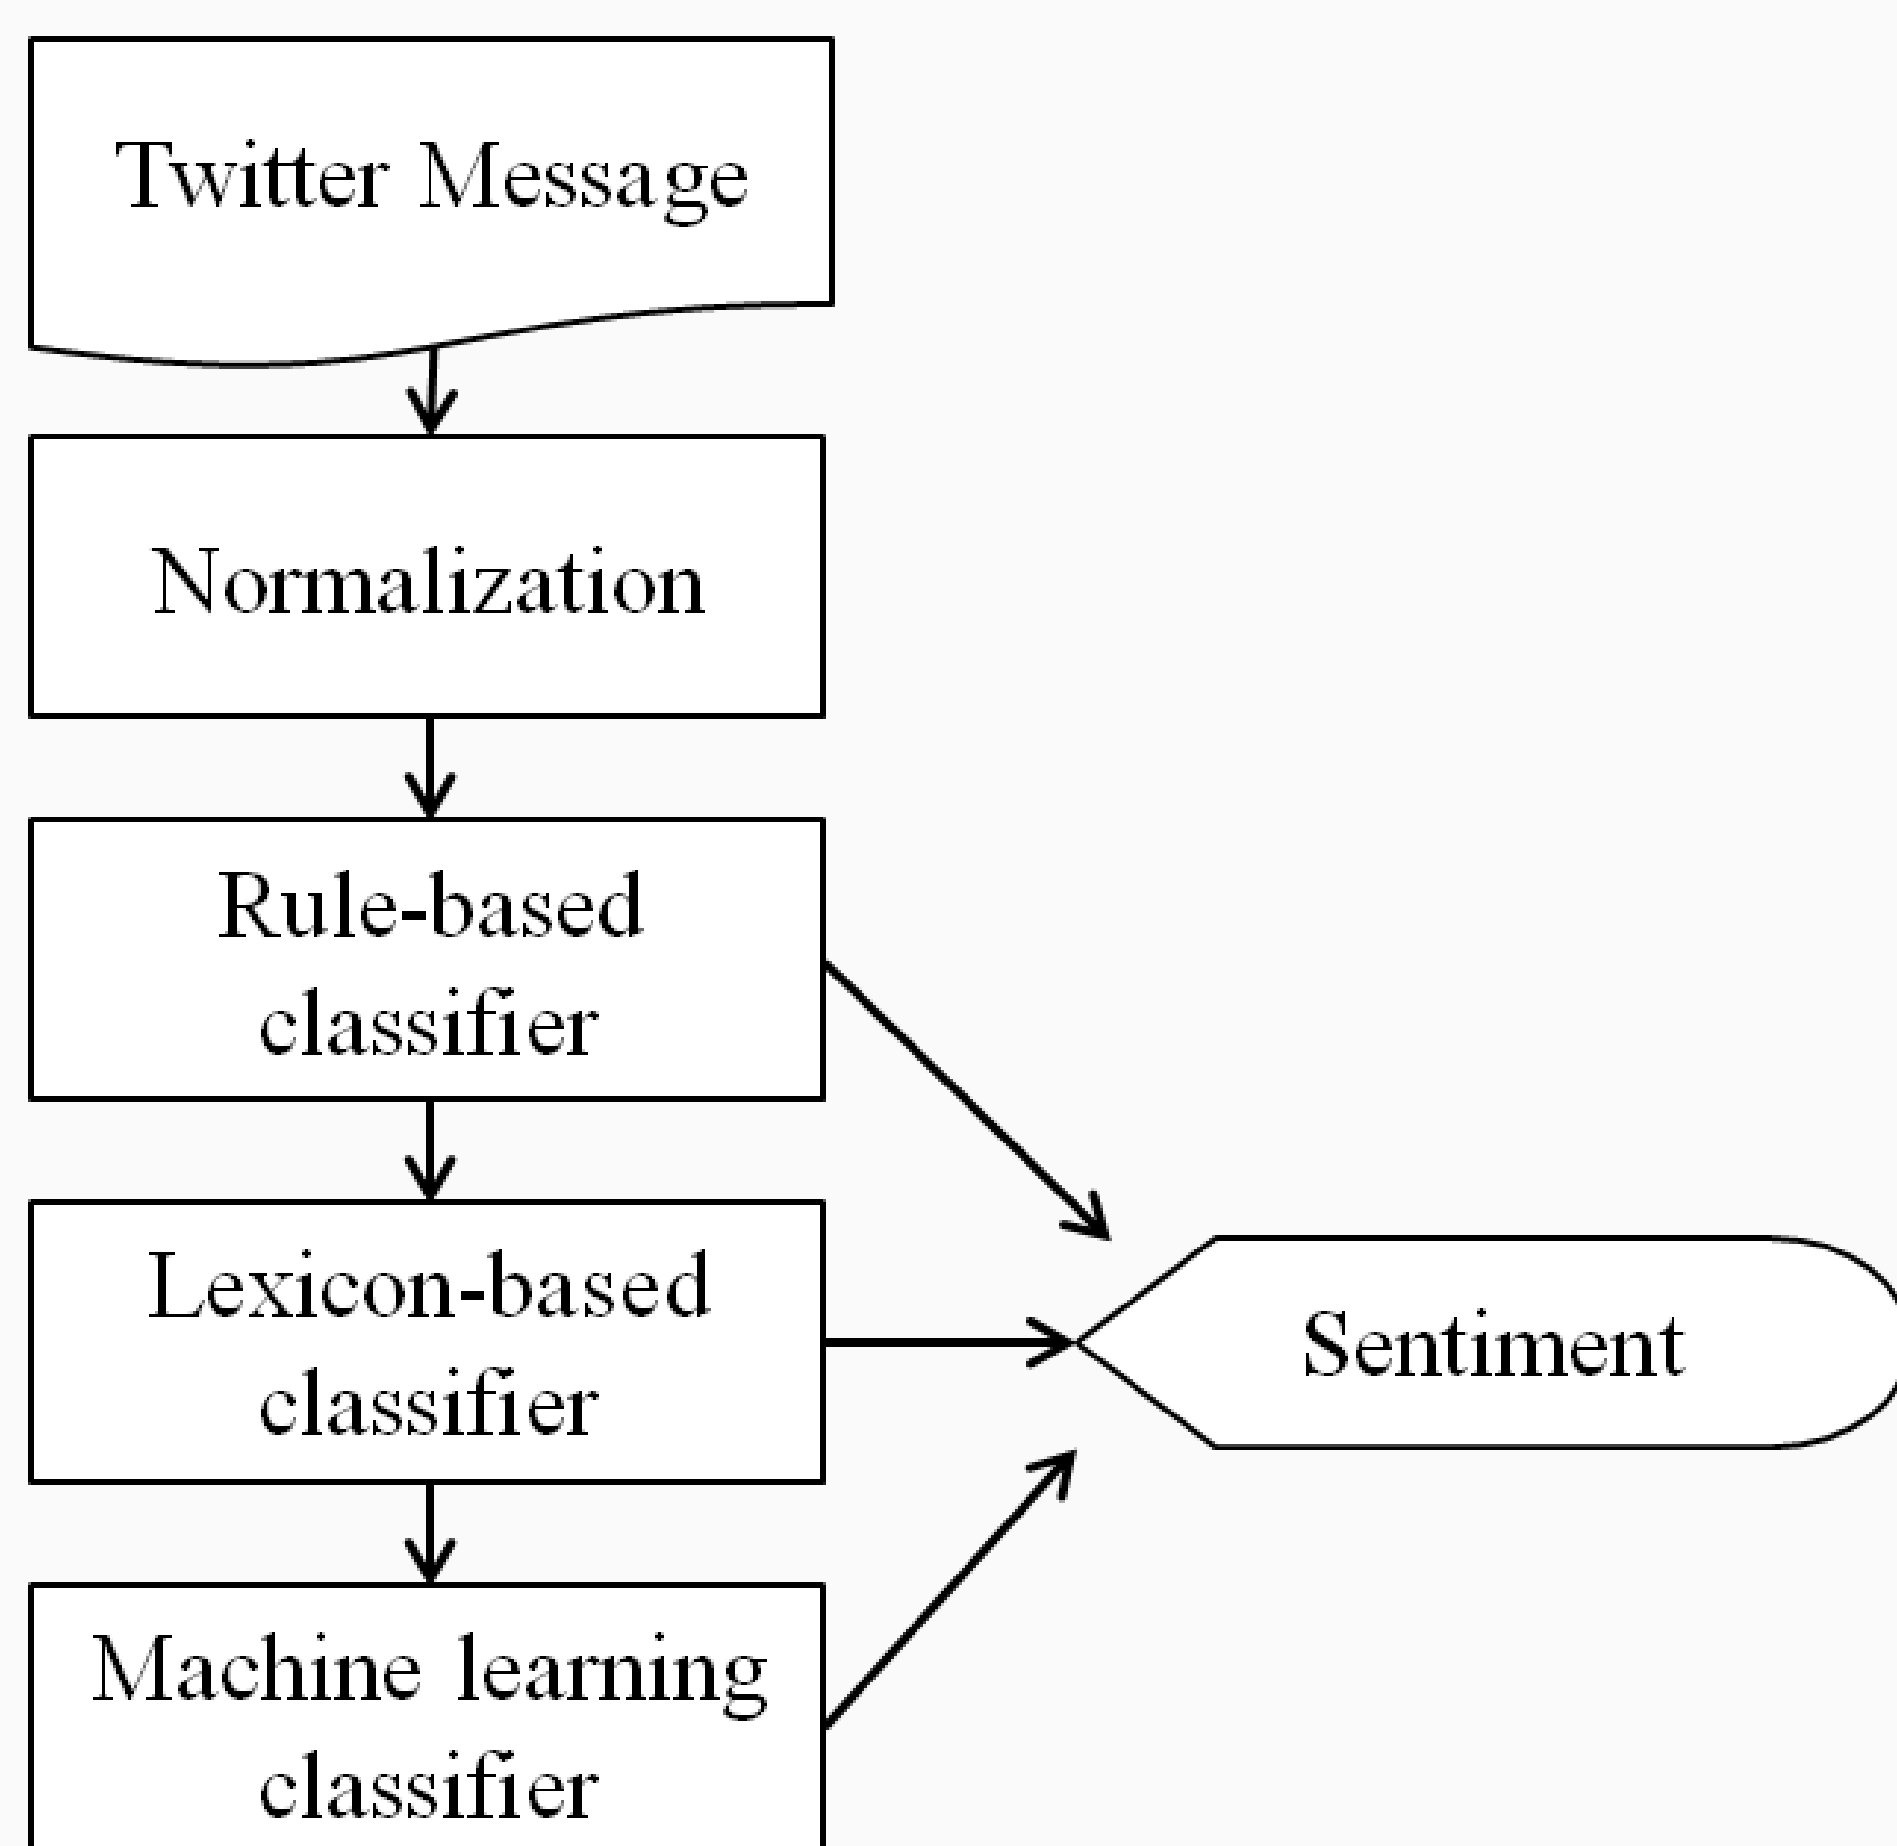 Twitter Message
Normalization
Rule-based
classifier
Lexicon-based
classifier
Sentiment
Machine learning
classifier